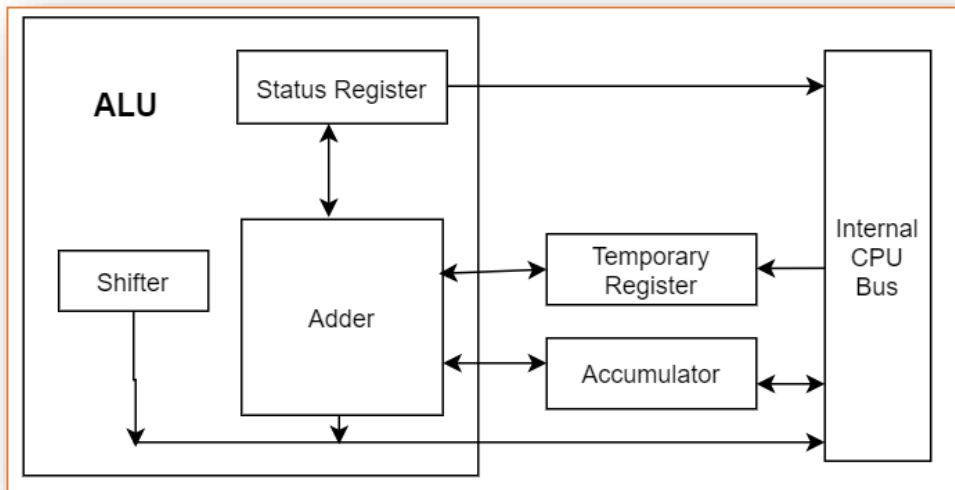 ALU
Status Register
Shifter
Adder
Temporary
Register
Accumulator
Internal
CPU
Bus